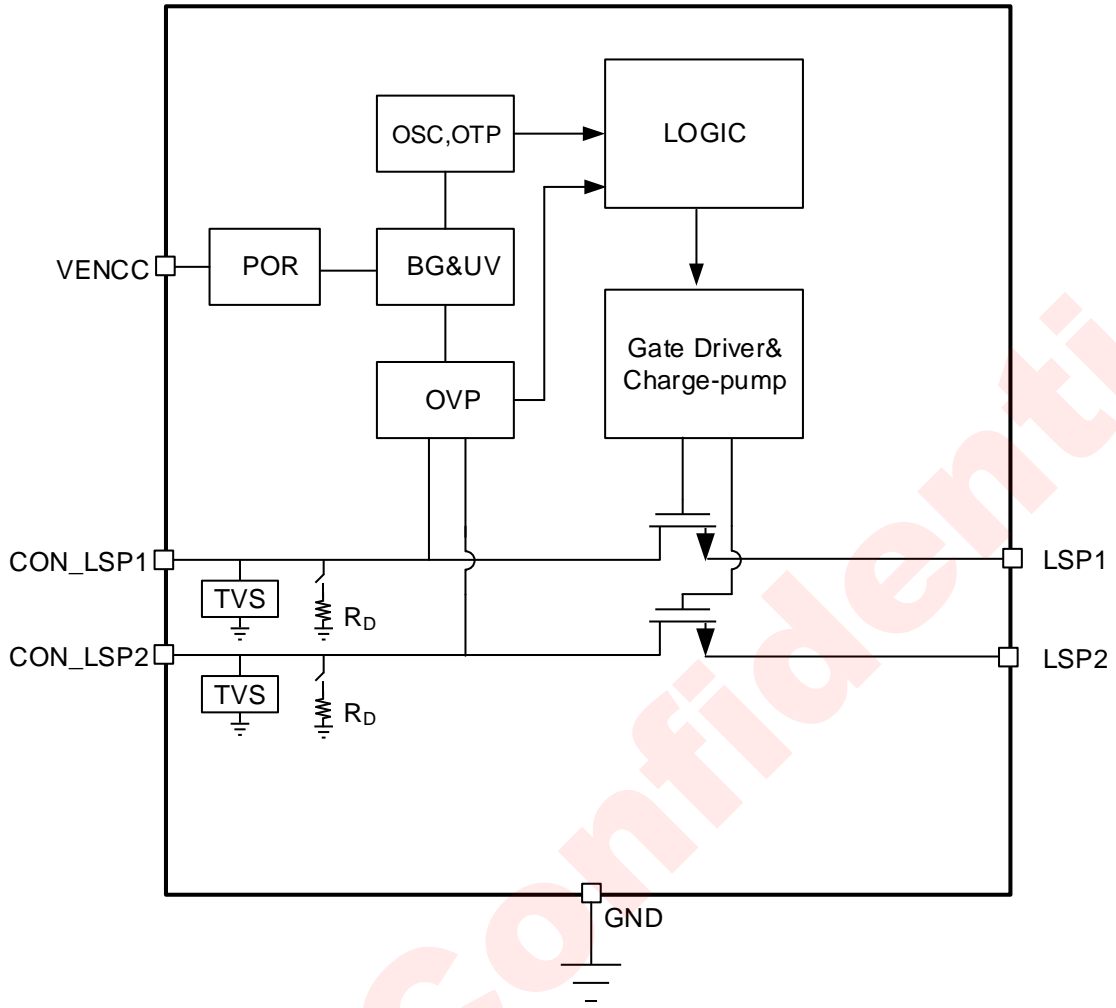 OSC,OTP
LOGIC
VENCC
POR
BG&UV
Gate Driver&
Charge-pump
OVP
CON_LSP1
LSP1
TVS
RD
CON_LSP2
LSP2
TVS
RD
GND
Confidenti